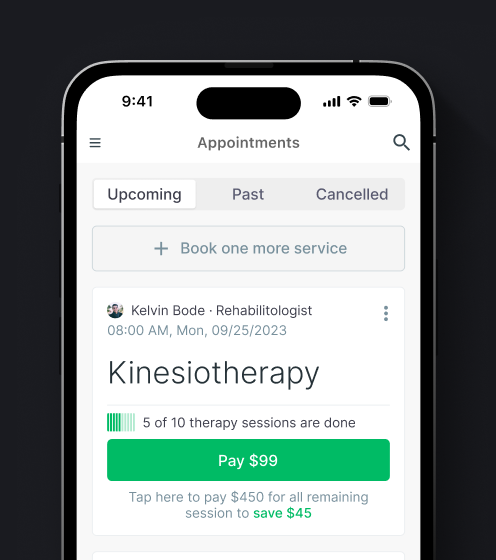 9:41
Appointments
Upcoming Past Cancelled
+ Book one more service
Kelvin Bode · Rehabilitologist
08:00 AM, Mon, 09/25/2023
Kinesiotherapy
5 of 10 therapy sessions are done
Pay $99
Tap here to pay $450 for all remaining
session to save $45